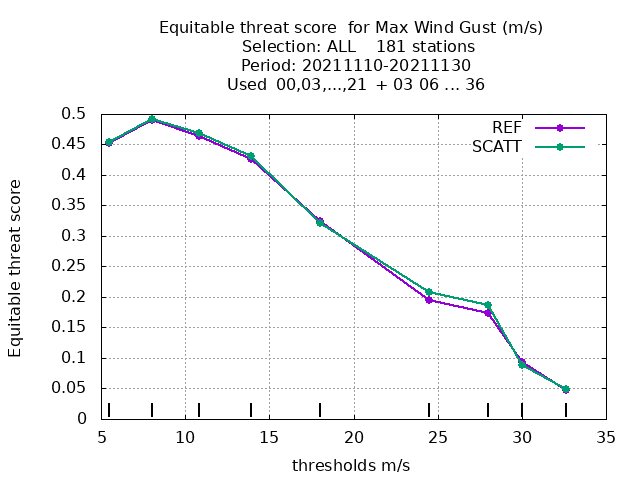 Equitable threat score  for Max Wind Gust (m/s)
Selection: ALL    181 stations
Period: 20211110-20211130
Used  00,03,...,21  + 03 06 ... 36
REF
SCATT
Equitable threat score
0.5
0.45
0.4
0.35
0.3
0.25
0.2
0.15
0.1
0.05
0
5 10 15 20 25 30 35
thresholds m/s